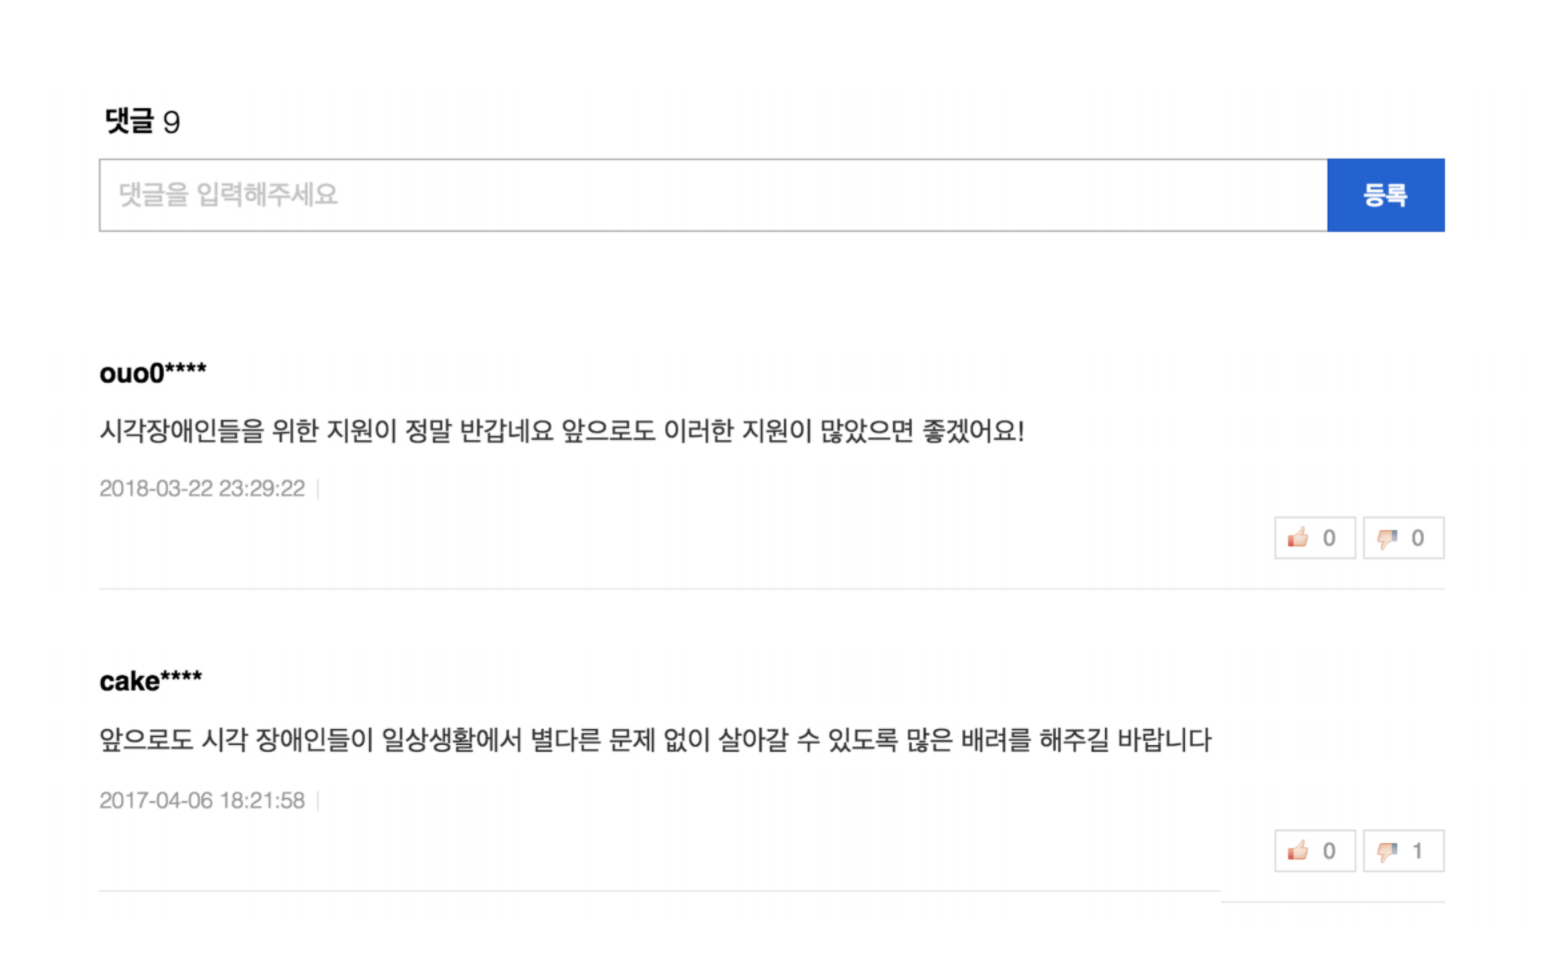 댓글 9
댓글을 입력해주세요
등록
ouo0****
시각장애인들을 위한 지원이 정말 반갑네요 앞으로도 이러한 지원이 많았으면 좋겠어요!
2018-03-22 23:29:22
0 0
cake****
앞으로도 시각 장애인들이 일상생활에서 별다른 문제 없이 살아갈 수 있도록 많은 배려를 해주길 바랍니다
2017-04-06 18:21:58
0 1